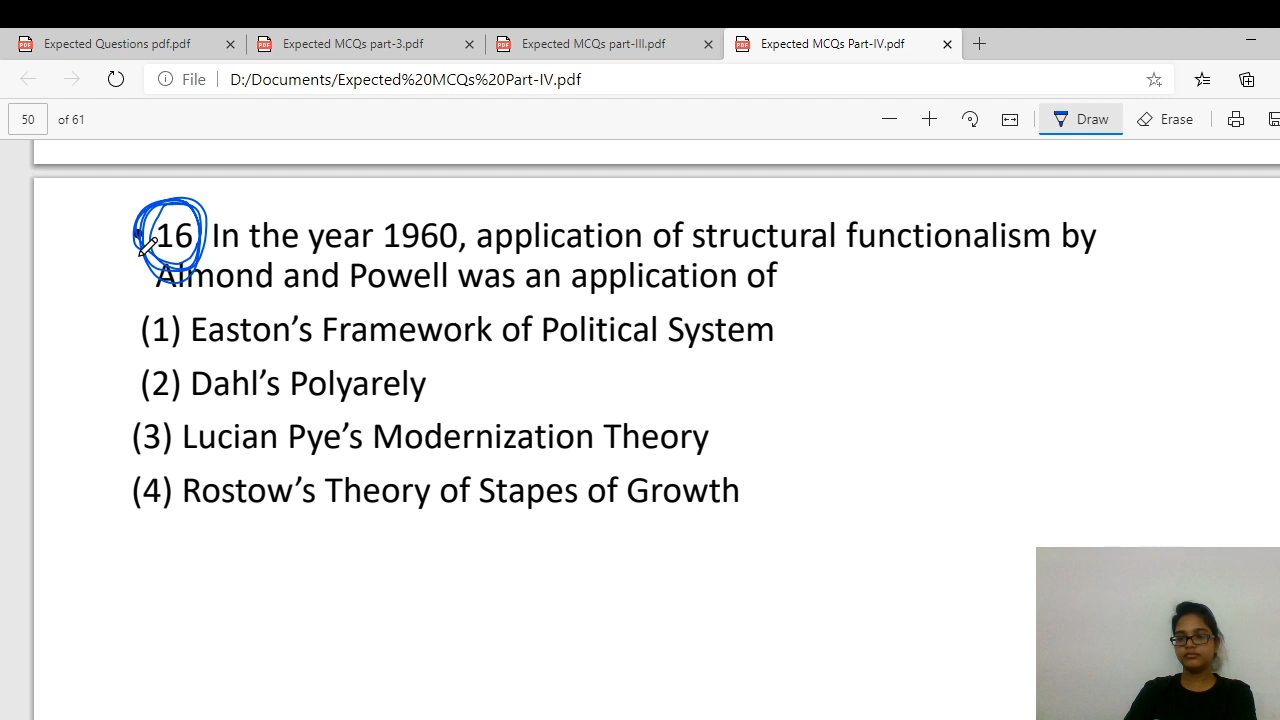 Expected Questions pdf.pdf
Expected MCQs part-3.pdf
Expected MCQs part-III.pdf
Expected MCQs Part-IV.pdf
File D:/Documents/Expected%20MCQs%20Part-IV.pdf
50 of 61
Draw
Erase
16 In the year 1960, application of structural functionalism by
Almond and Powell was an application of
(1) Easton’s Framework of Political System
(2) Dahl’s Polyarely
(3) Lucian Pye’s Modernization Theory
(4) Rostow’s Theory of Stapes of Growth